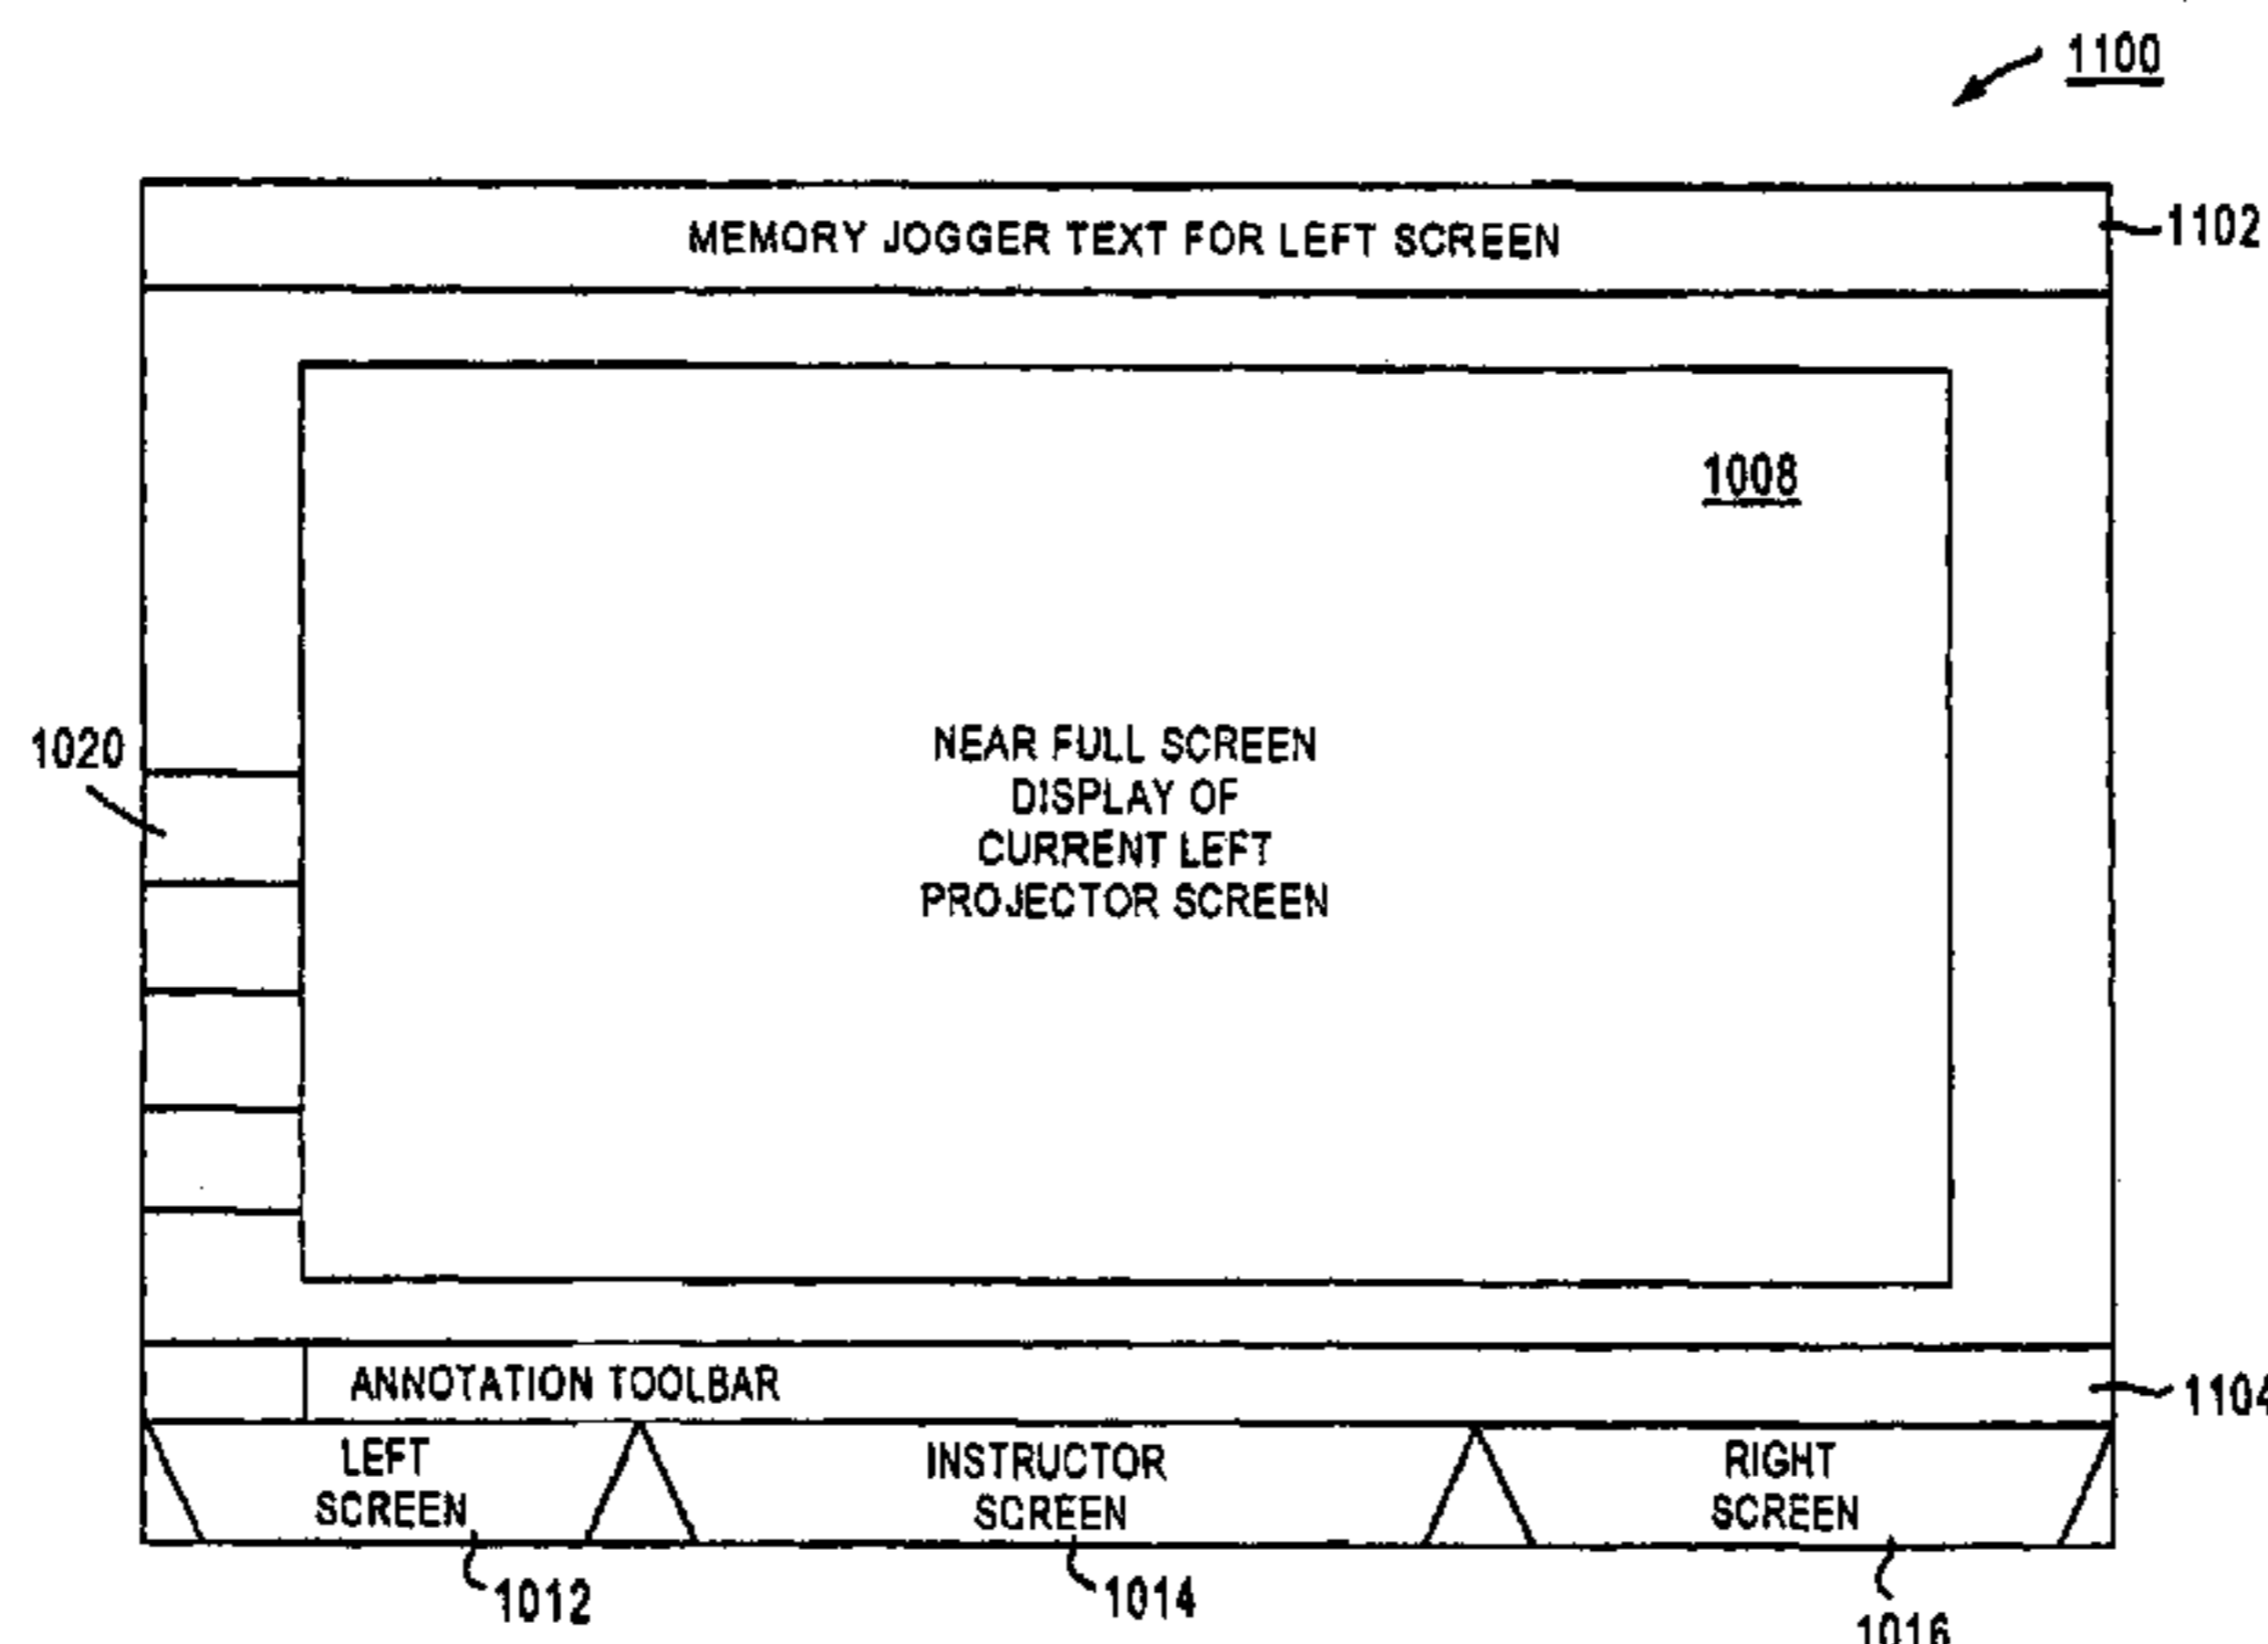 1100
MEMORY JOGGER TEXT FOR LEFT SCREEN
1102
1008
1020
NEAR FULL SCREEN
DISPLAY OF
CURRENT LEFT
PROJECTOR SCREEN
ANNOTATION TOOLBAR
1104
LEFT
SCREEN
INSTRUCTOR
SCREEN
RIGHT
SCREEN
1012
1014
1016